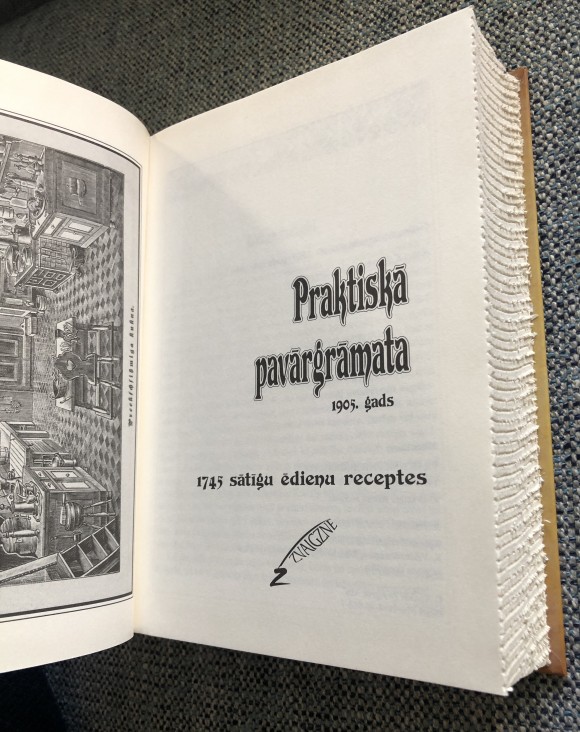 Praktiskā
pavārgrāmata
1905. gads
1745 sātīgu ēdienu receptes
ZVAIGZNE